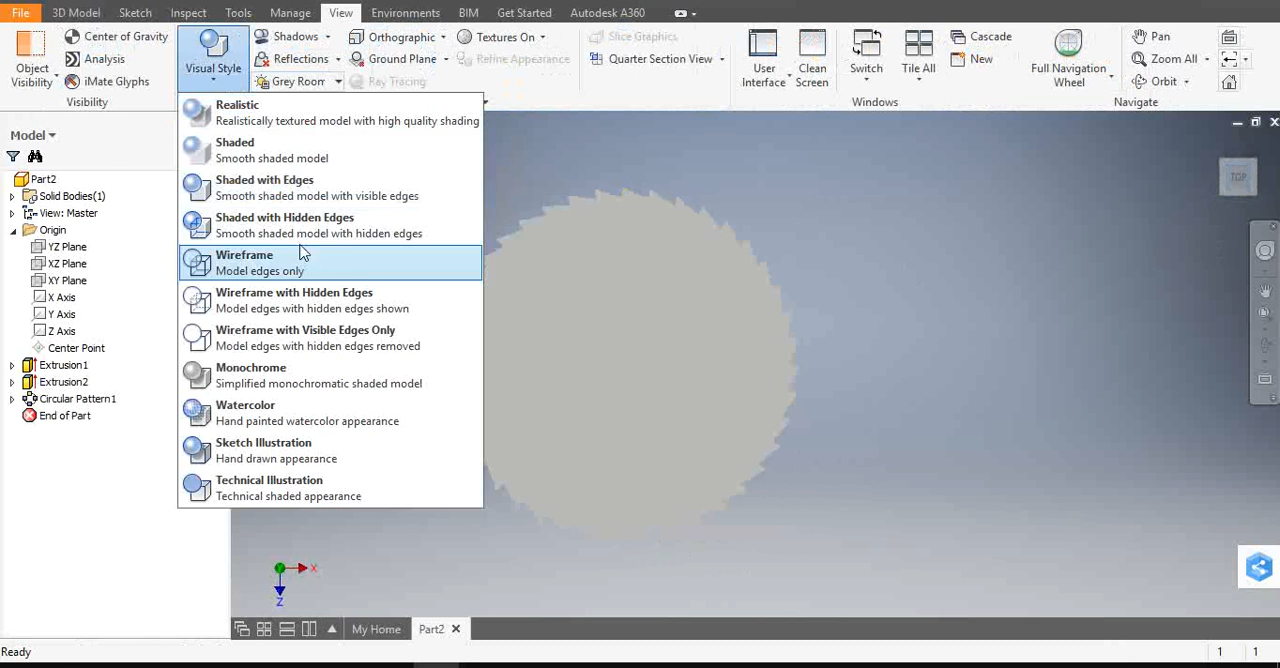 File 3D Model Sketch Inspect Tools Manage View Environments BIM Get Started Autodesk A360
Object Visibility
Center of Gravity
Analysis
iMate Glyphs
Visibility
Visual Style
Shadows
Reflections
Grey Room
Orthographic
Ground Plane
Ray Tracing
Textures On
Refine Appearance
Slice Graphics
Quarter Section View
User Interface
Clean Screen
Switch
Tile All
Cascade
New
Windows
Full Navigation Wheel
Pan
Zoom All
Orbit
Navigate
Realistic
Realistically textured model with high quality shading
Shaded
Smooth shaded model
Shaded with Edges
Smooth shaded model with visible edges
Shaded with Hidden Edges
Smooth shaded model with hidden edges
Wireframe
Model edges only
Wireframe with Hidden Edges
Model edges with hidden edges shown
Wireframe with Visible Edges Only
Model edges with hidden edges removed
Monochrome
Simplified monochromatic shaded model
Watercolor
Hand painted watercolor appearance
Sketch Illustration
Hand drawn appearance
Technical Illustration
Technical shaded appearance
Model
Part2
Solid Bodies(1)
View: Master
Origin
YZ Plane
XZ Plane
XY Plane
X Axis
Y Axis
Z Axis
Center Point
Extrusion1
Extrusion2
Circular Pattern1
End of Part
TOP
X
Z
My Home Part2
Ready 1 1